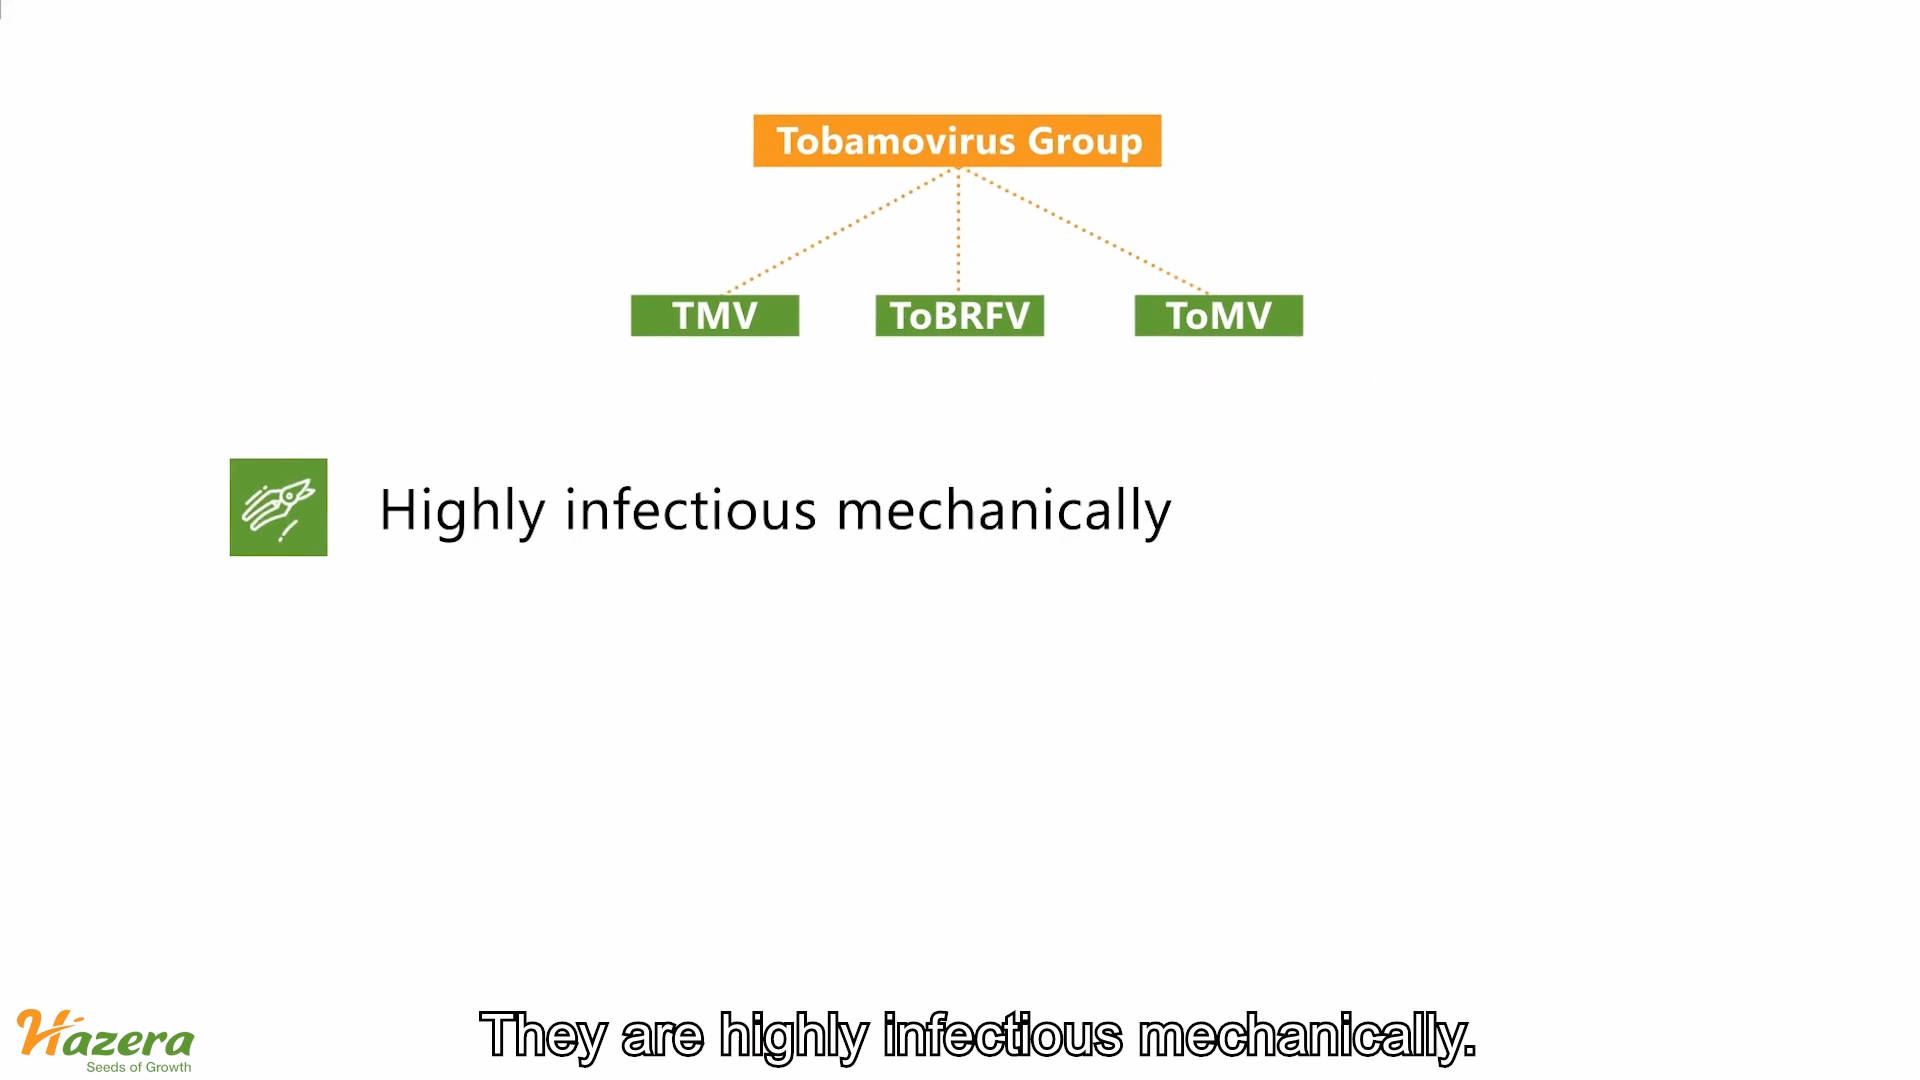 Tobamovirus Group
TMV
ToBRFV
ToMV
Highly infectious mechanically
Hazera
Seeds of Growth
They are highly infectious mechanically.